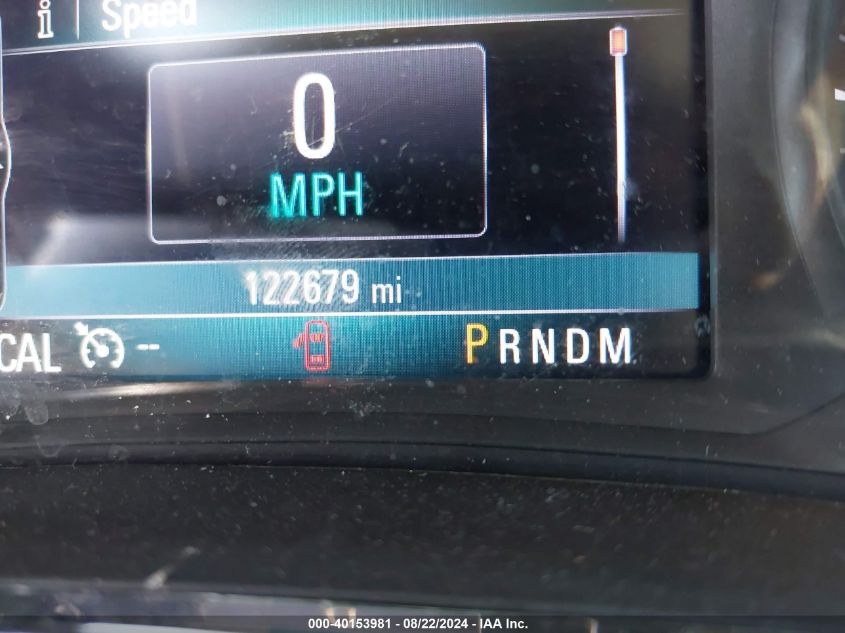 i Speed
0
MPH
122679 mi
CAL -- PRNDM
000-40153981 - 08/22/2024 - IAA Inc.